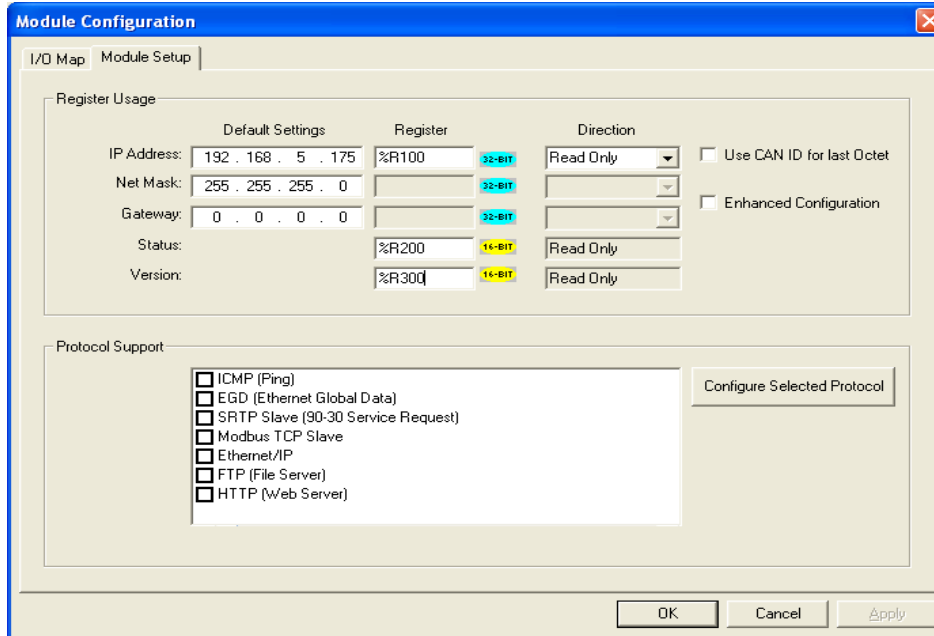 Module Configuration
I/O Map Module Setup
Register Usage
Default Settings Register Direction
IP Address: 192 . 168 . 5 . 175 %R100 32-BIT Read Only Use CAN ID for last Octet
Net Mask: 255 . 255 . 255 . 0 32-BIT
Enhanced Configuration
Gateway: 0 . 0 . 0 . 0 32-BIT
Status: %R200 16-BIT Read Only
Version: %R300 16-BIT Read Only
Protocol Support
ICMP (Ping)
Configure Selected Protocol
EGD (Ethernet Global Data)
SRTP Slave (90-30 Service Request)
Modbus TCP Slave
Ethernet/IP
FTP (File Server)
HTTP (Web Server)
OK Cancel Apply